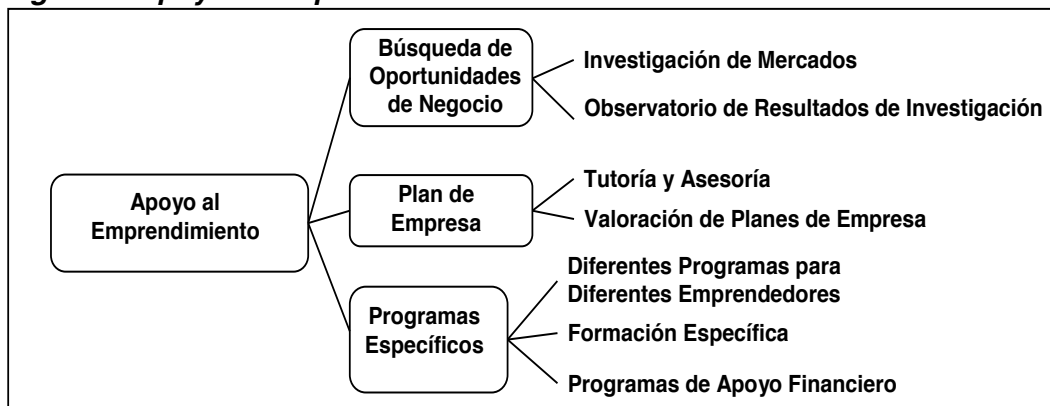 Búsqueda de
Oportunidades
de Negocio
Investigación de Mercados
Observatorio de Resultados de Investigación
Apoyo al
Emprendimiento
Plan de
Empresa
Tutoría y Asesoría
Valoración de Planes de Empresa
Programas
Específicos
Diferentes Programas para
Diferentes Emprendedores
Formación Específica
Programas de Apoyo Financiero